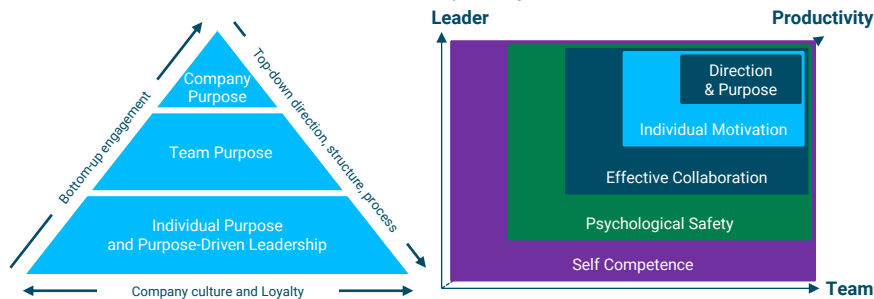 Company
Purpose
Team Purpose
Individual Purpose
and Purpose-Driven Leadership
Bottom-up engagement
Top-down direction, structure, process
Company culture and Loyalty
Leader
Productivity
Direction
& Purpose
Individual Motivation
Effective Collaboration
Psychological Safety
Self Competence
Team